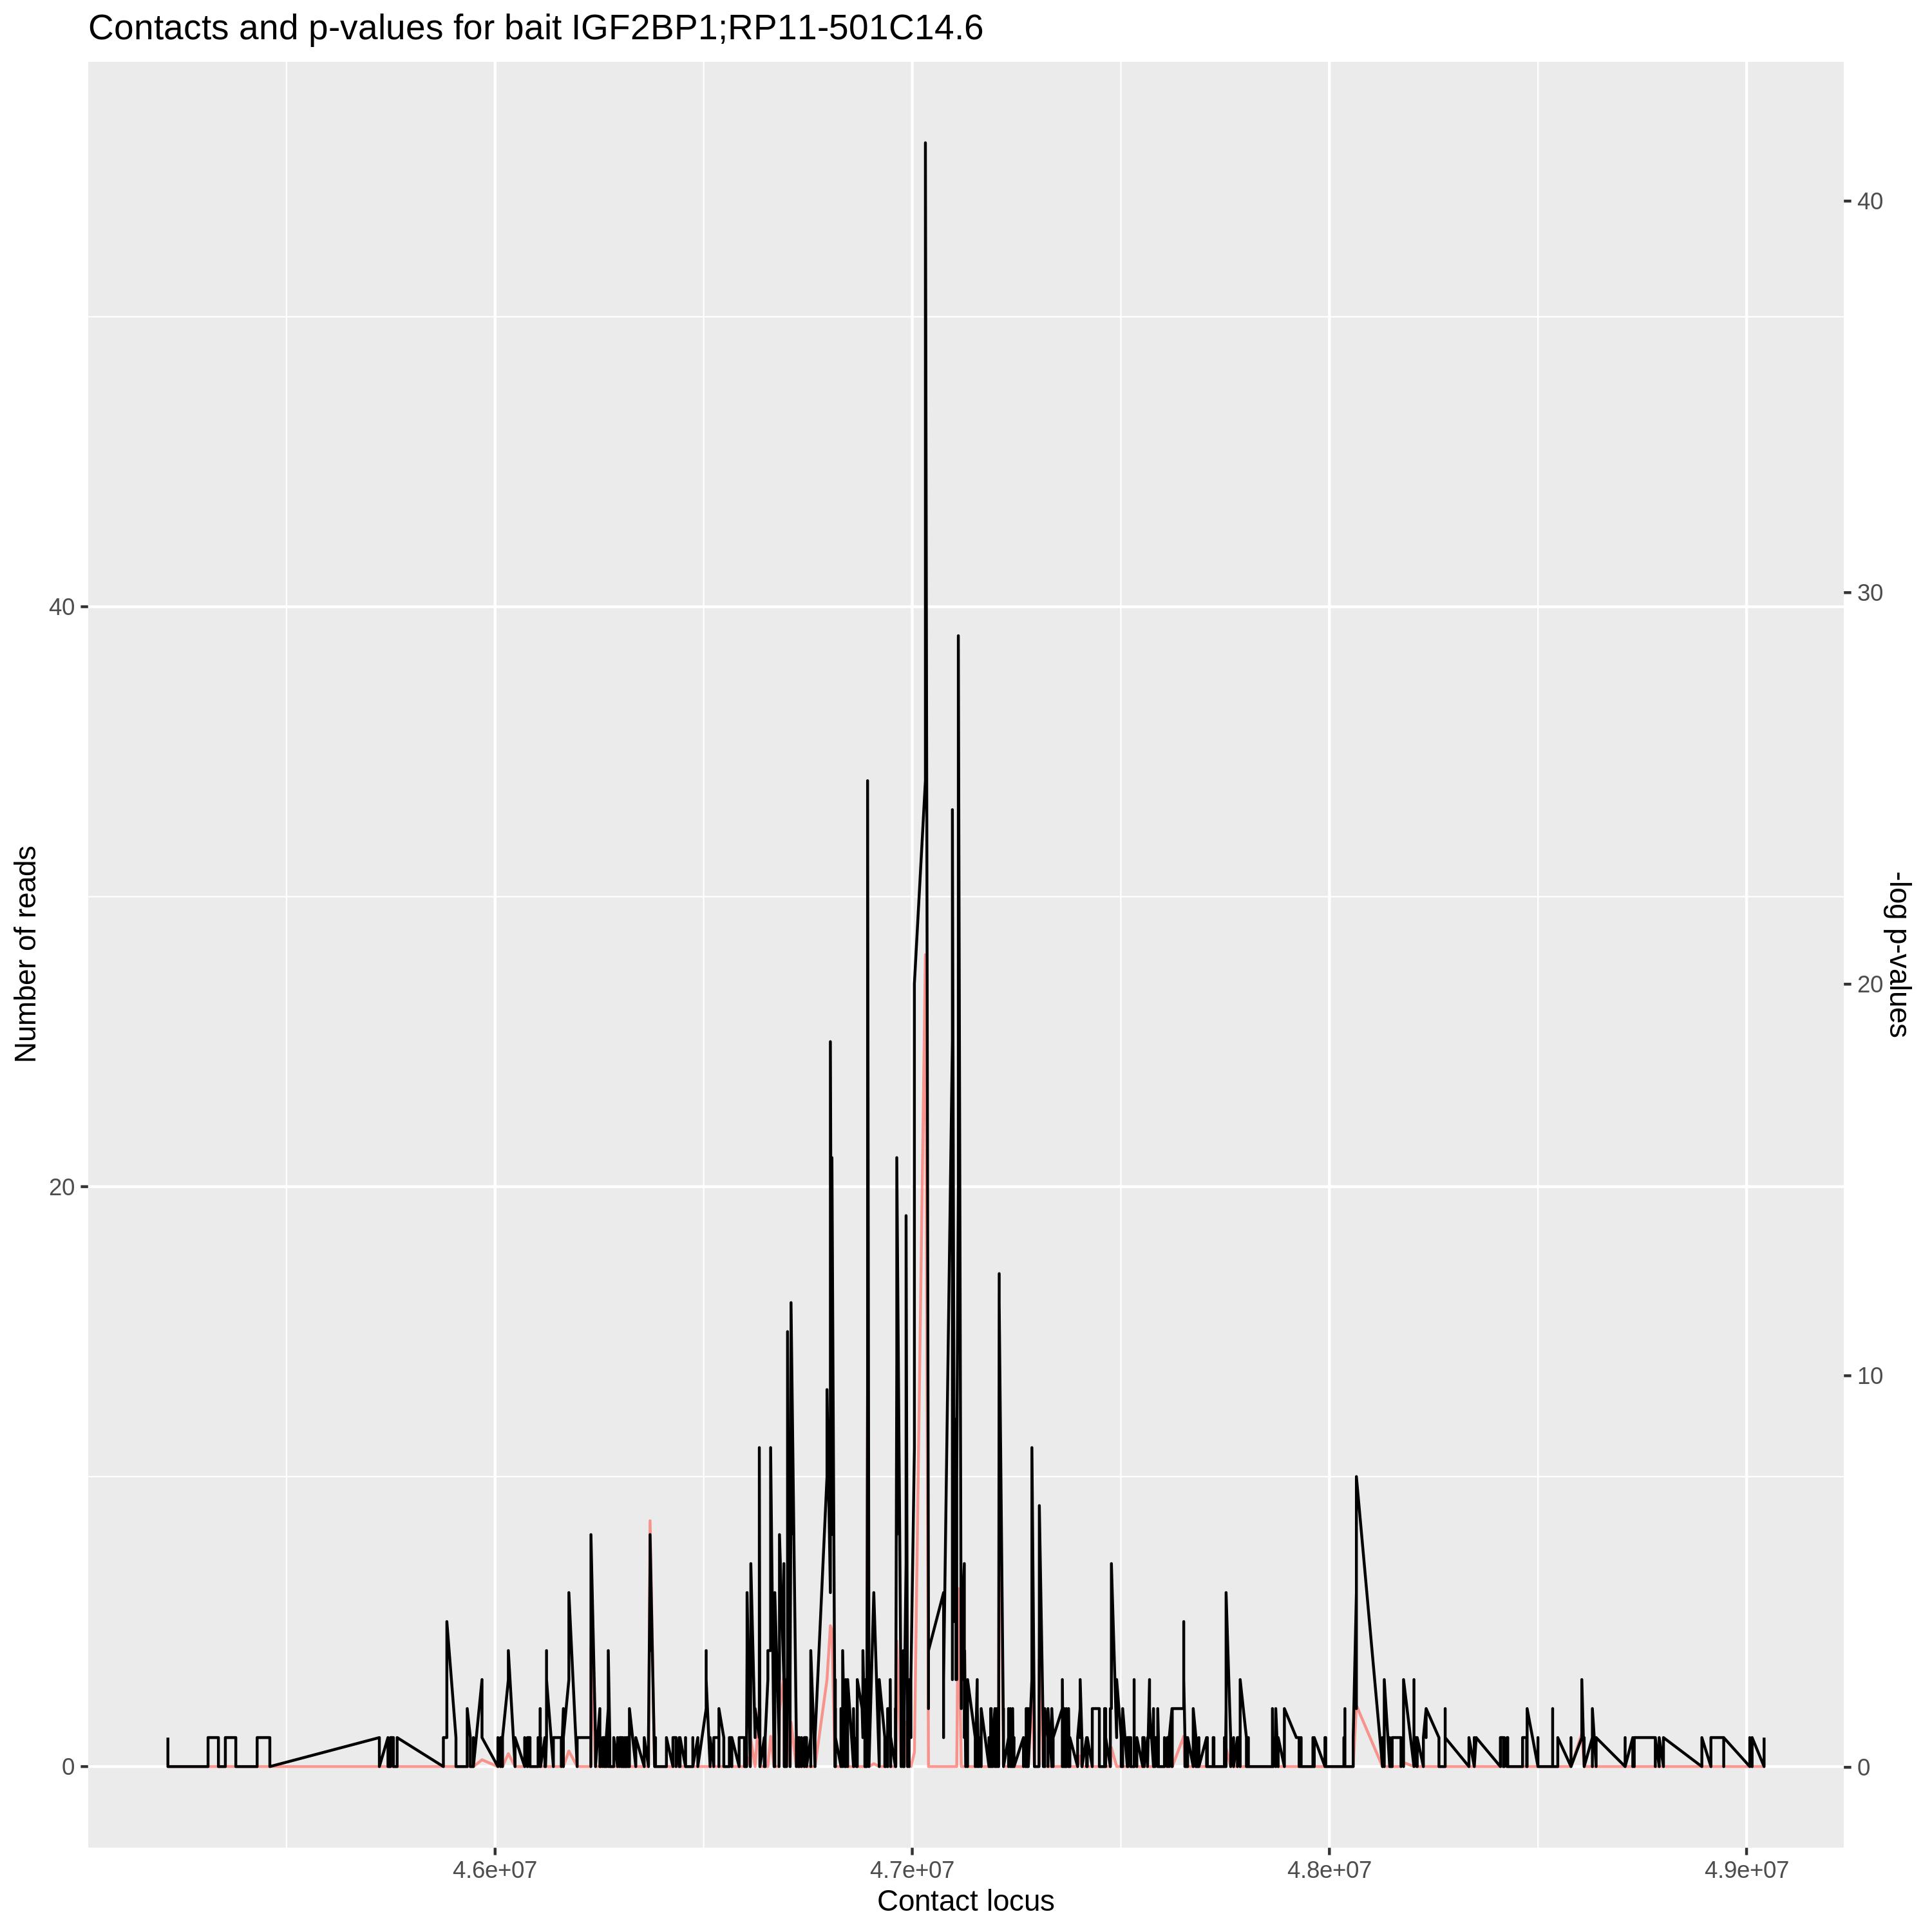 Contacts and p-values for bait IGF2BP1;RP11-501C14.6
Number of reads
40
20
0
40
30
20
10
0
-log p-values
4.6e+07
4.7e+07
4.8e+07
4.9e+07
Contact locus